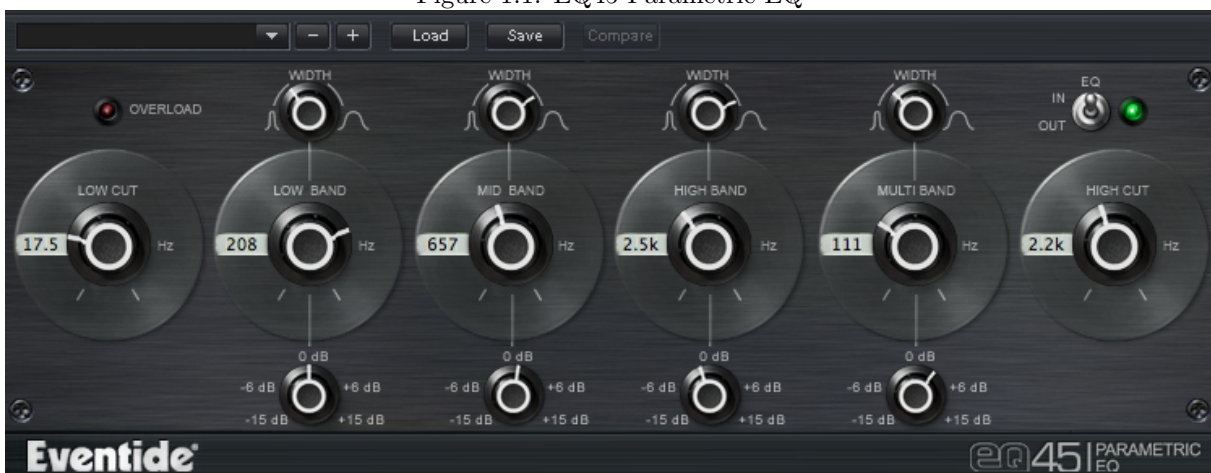 Figure 1.1: EQ45 Parametric EQ
− + Load Save Compare
WIDTH WIDTH WIDTH WIDTH EQ
OVERLOAD IN
OUT
LOW CUT LOW BAND MID BAND HIGH BAND MULTI BAND HIGH CUT
17.5 Hz 208 Hz 657 Hz 2.5k Hz 111 Hz 2.2k Hz
0 dB 0 dB 0 dB 0 dB
-6 dB +6 dB -6 dB +6 dB -6 dB +6 dB -6 dB +6 dB
-15 dB +15 dB -15 dB +15 dB -15 dB +15 dB -15 dB +15 dB
Eventide® EQ45 PARAMETRIC
EQ